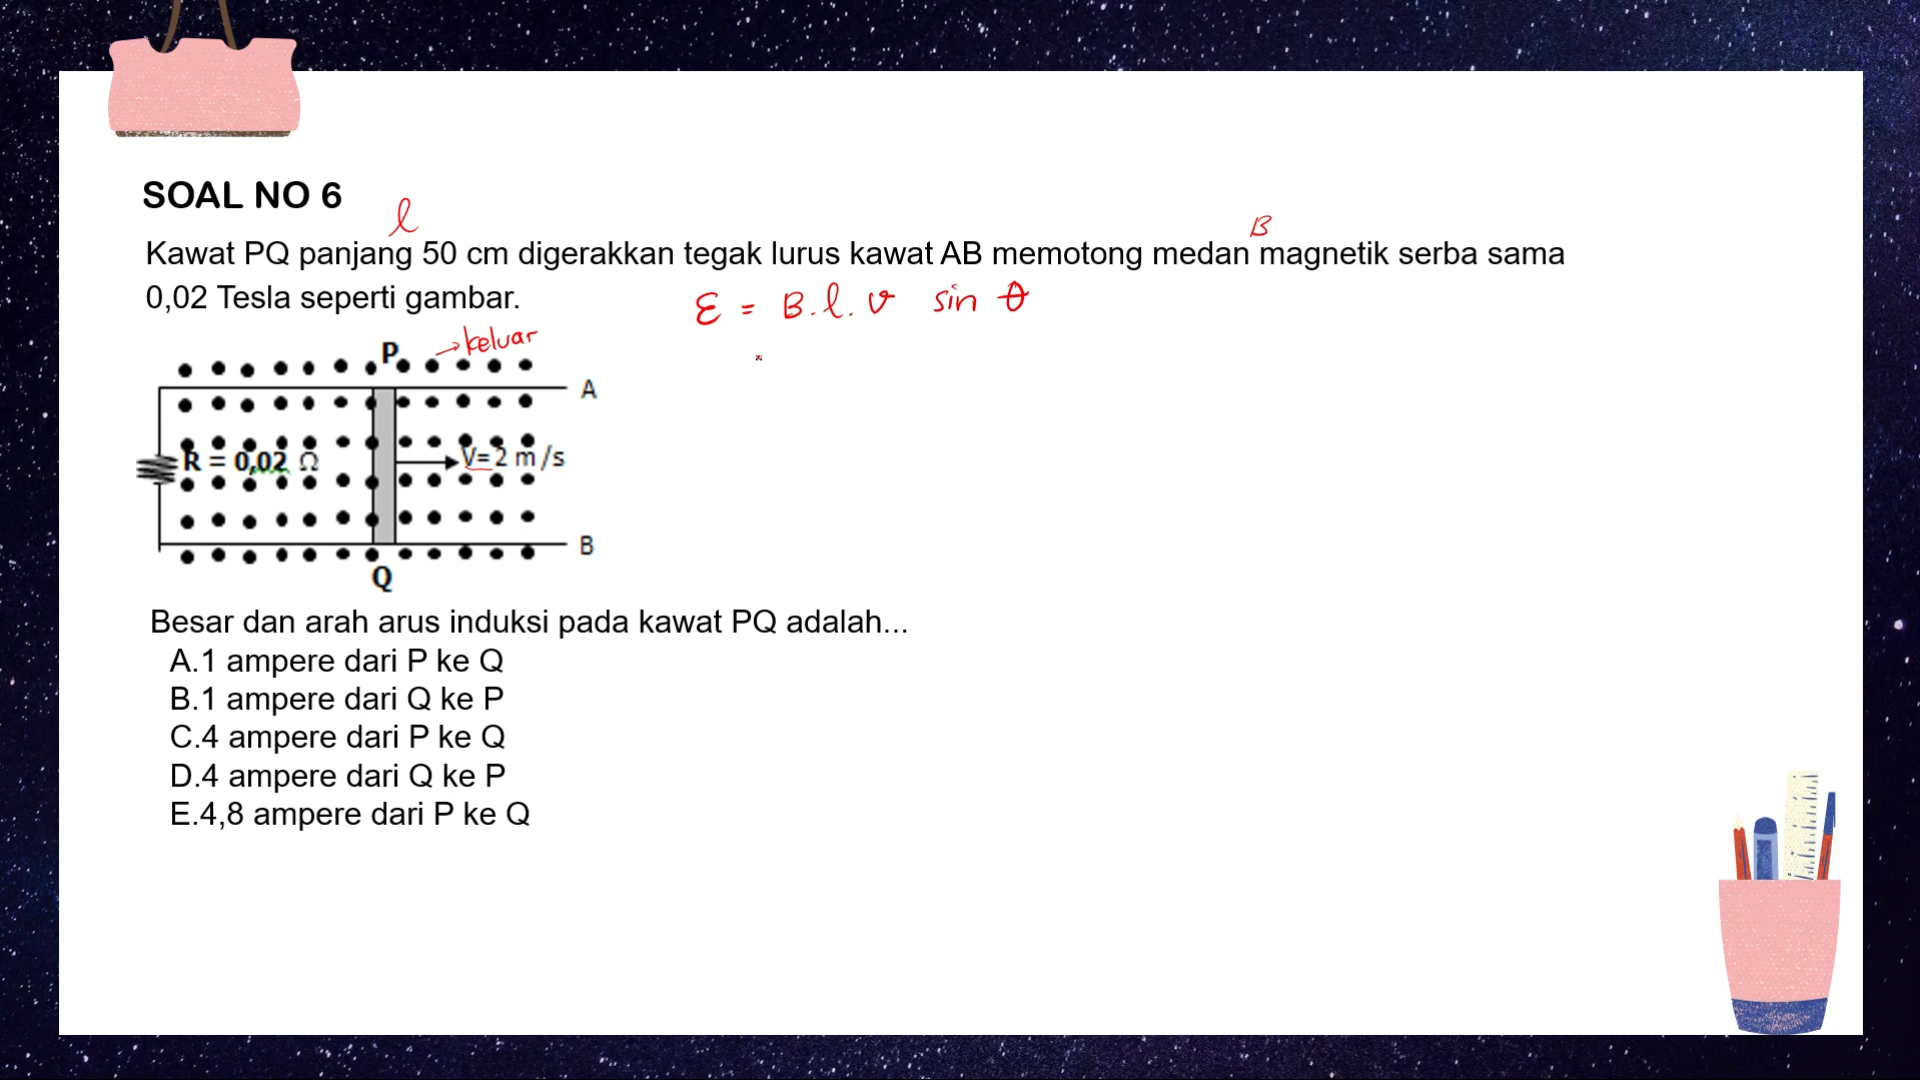 SOAL NO 6
l
B
Kawat PQ panjang 50 cm digerakkan tegak lurus kawat AB memotong medan magnetik serba sama
0,02 Tesla seperti gambar.
ε = B.l.v sin θ
P
→ keluar
A
R = 0,02 Ω
V=2 m/s
B
Q
Besar dan arah arus induksi pada kawat PQ adalah...
A.1 ampere dari P ke Q
B.1 ampere dari Q ke P
C.4 ampere dari P ke Q
D.4 ampere dari Q ke P
E.4,8 ampere dari P ke Q